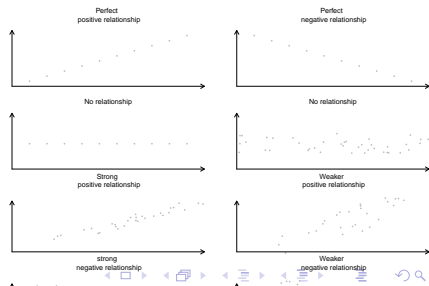 Perfect
positive relationship
Perfect
negative relationship
No relationship
No relationship
Strong
positive relationship
Weaker
positive relationship
strong
negative relationship
Weaker
negative relationship